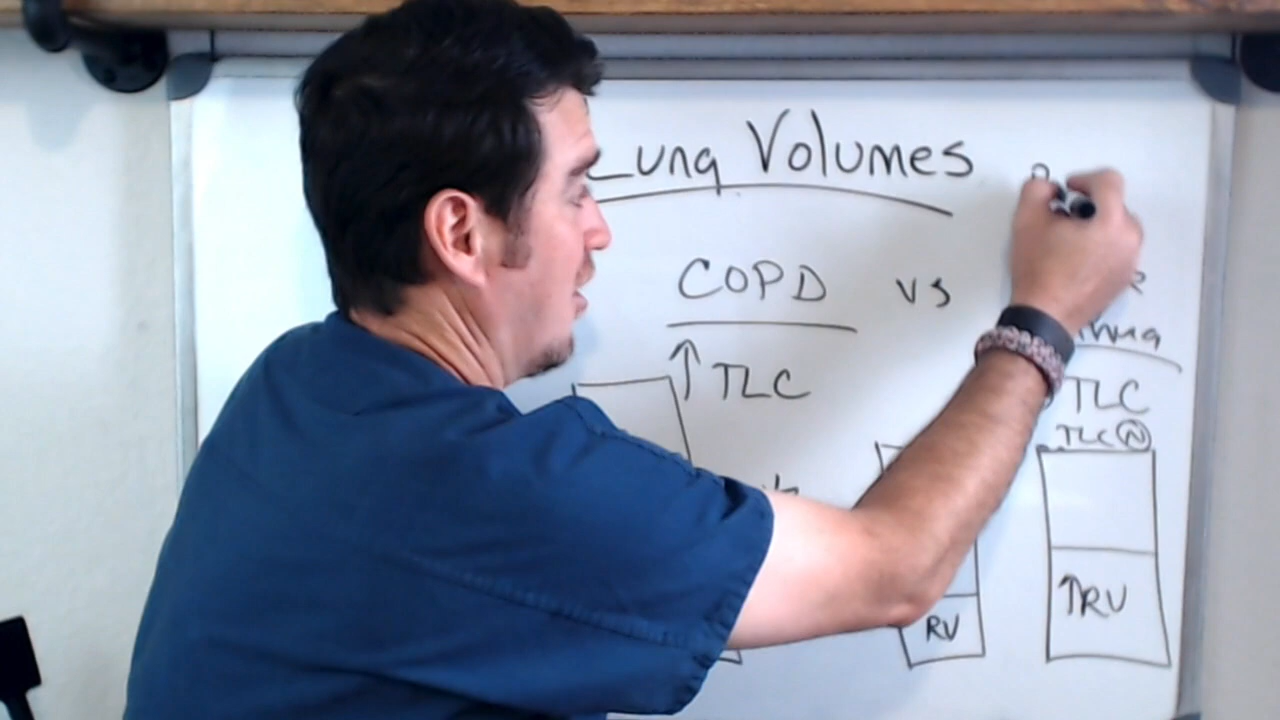 Lung Volumes
COPD vs
↑ TLC TLC
TLC Ⓝ
RV ↑RV